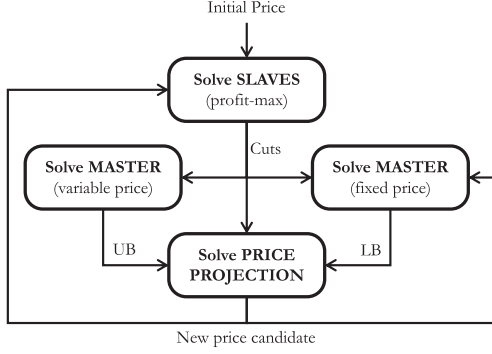 Initial Price
Solve SLAVES
(profit-max)
Cuts
Solve MASTER
(variable price)
Solve MASTER
(fixed price)
UB
LB
Solve PRICE
PROJECTION
New price candidate